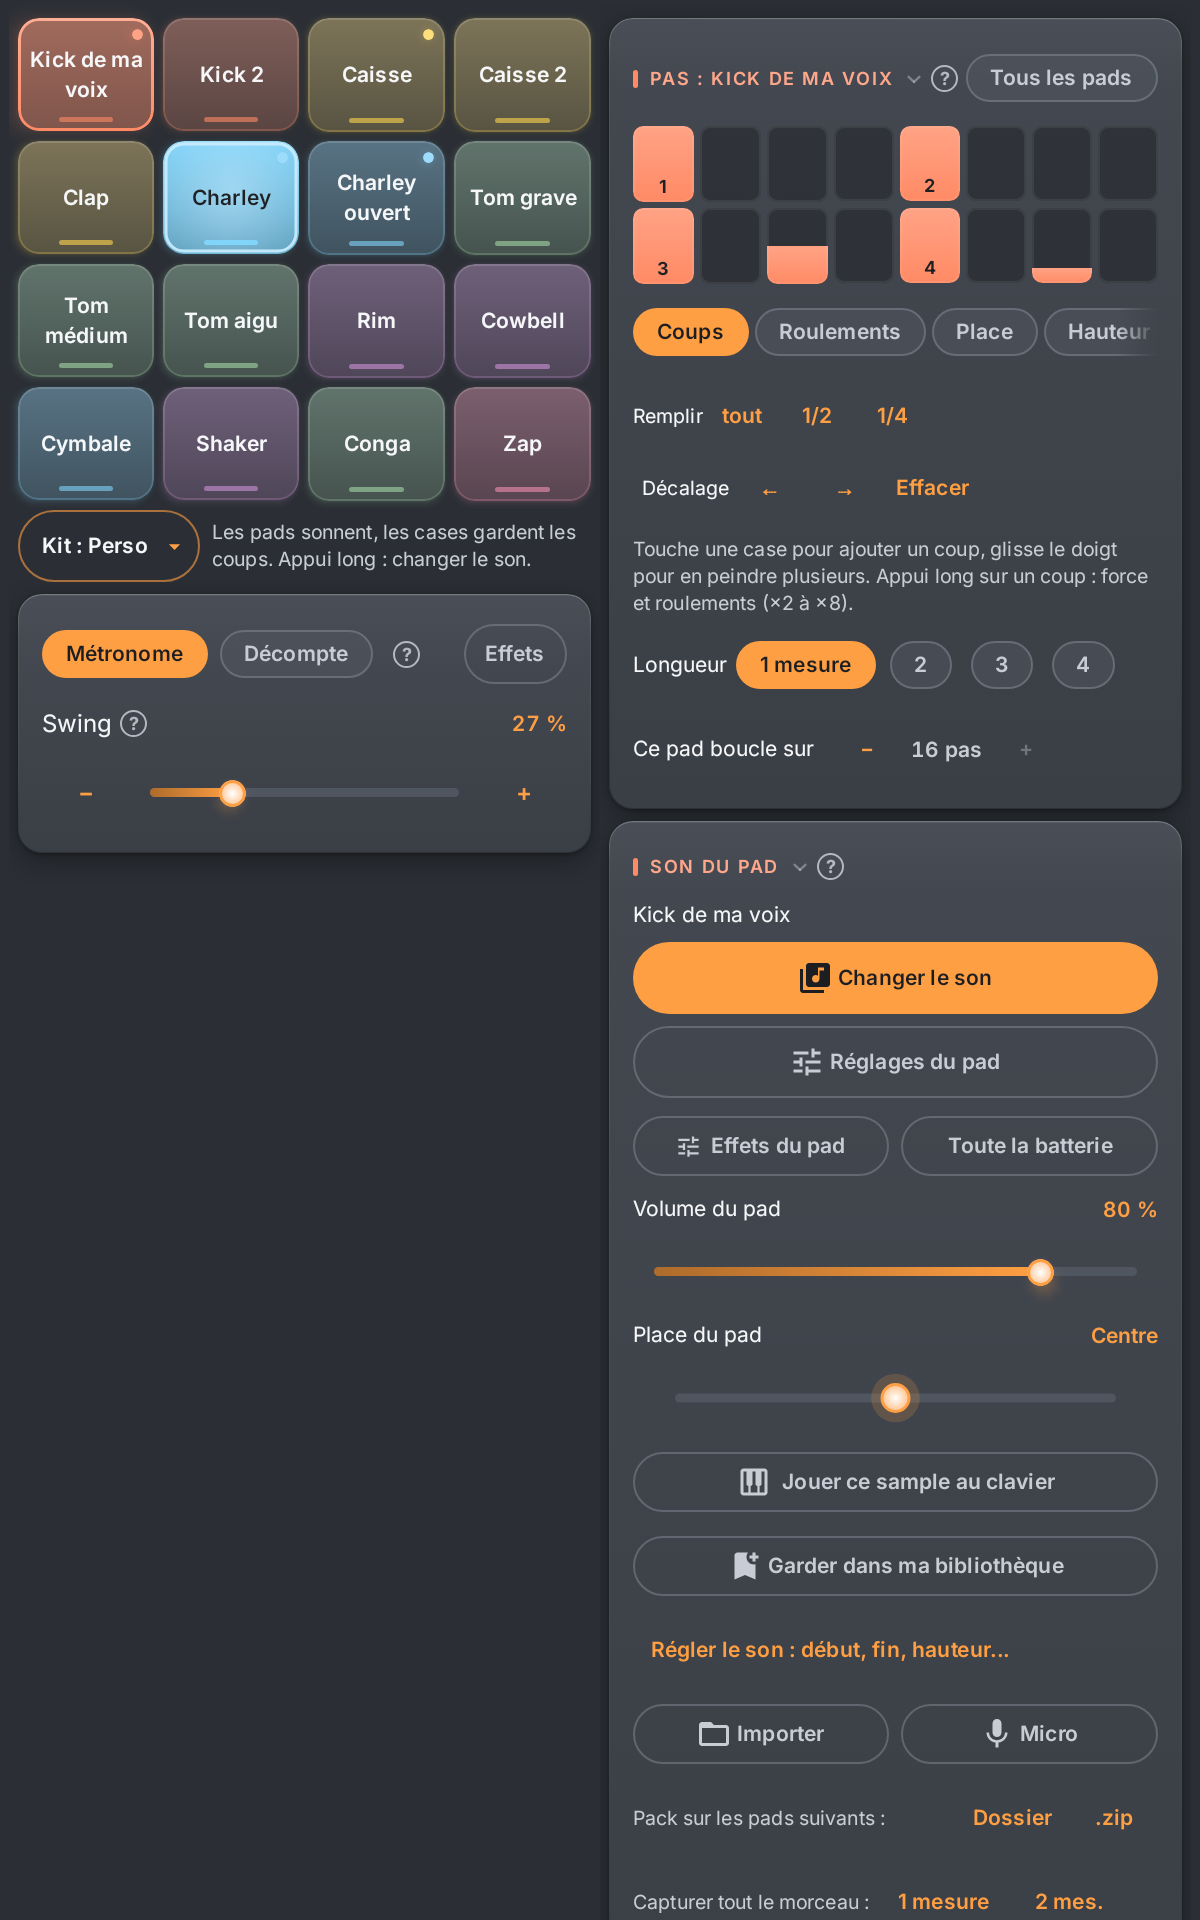 Kick de ma
voix
Kick 2
Caisse
Caisse 2
Clap
Charley
Charley
ouvert
Tom grave
Tom
médium
Tom aigu
Rim
Cowbell
Cymbale
Shaker
Conga
Zap
Kit : Perso
Les pads sonnent, les cases gardent les
coups. Appui long : changer le son.
Métronome
Décompte
?
Effets
Swing ?
27 %
−
+
PAS : KICK DE MA VOIX
?
Tous les pads
1
2
3
4
Coups
Roulements
Place
Hauteur
Remplir
tout
1/2
1/4
Décalage
←
→
Effacer
Touche une case pour ajouter un coup, glisse le doigt
pour en peindre plusieurs. Appui long sur un coup : force
et roulements (×2 à ×8).
Longueur
1 mesure
2
3
4
Ce pad boucle sur
−
16 pas
+
SON DU PAD
?
Kick de ma voix
Changer le son
Réglages du pad
Effets du pad
Toute la batterie
Volume du pad
80 %
Place du pad
Centre
Jouer ce sample au clavier
Garder dans ma bibliothèque
Régler le son : début, fin, hauteur...
Importer
Micro
Pack sur les pads suivants :
Dossier
.zip
Capturer tout le morceau :
1 mesure
2 mes.